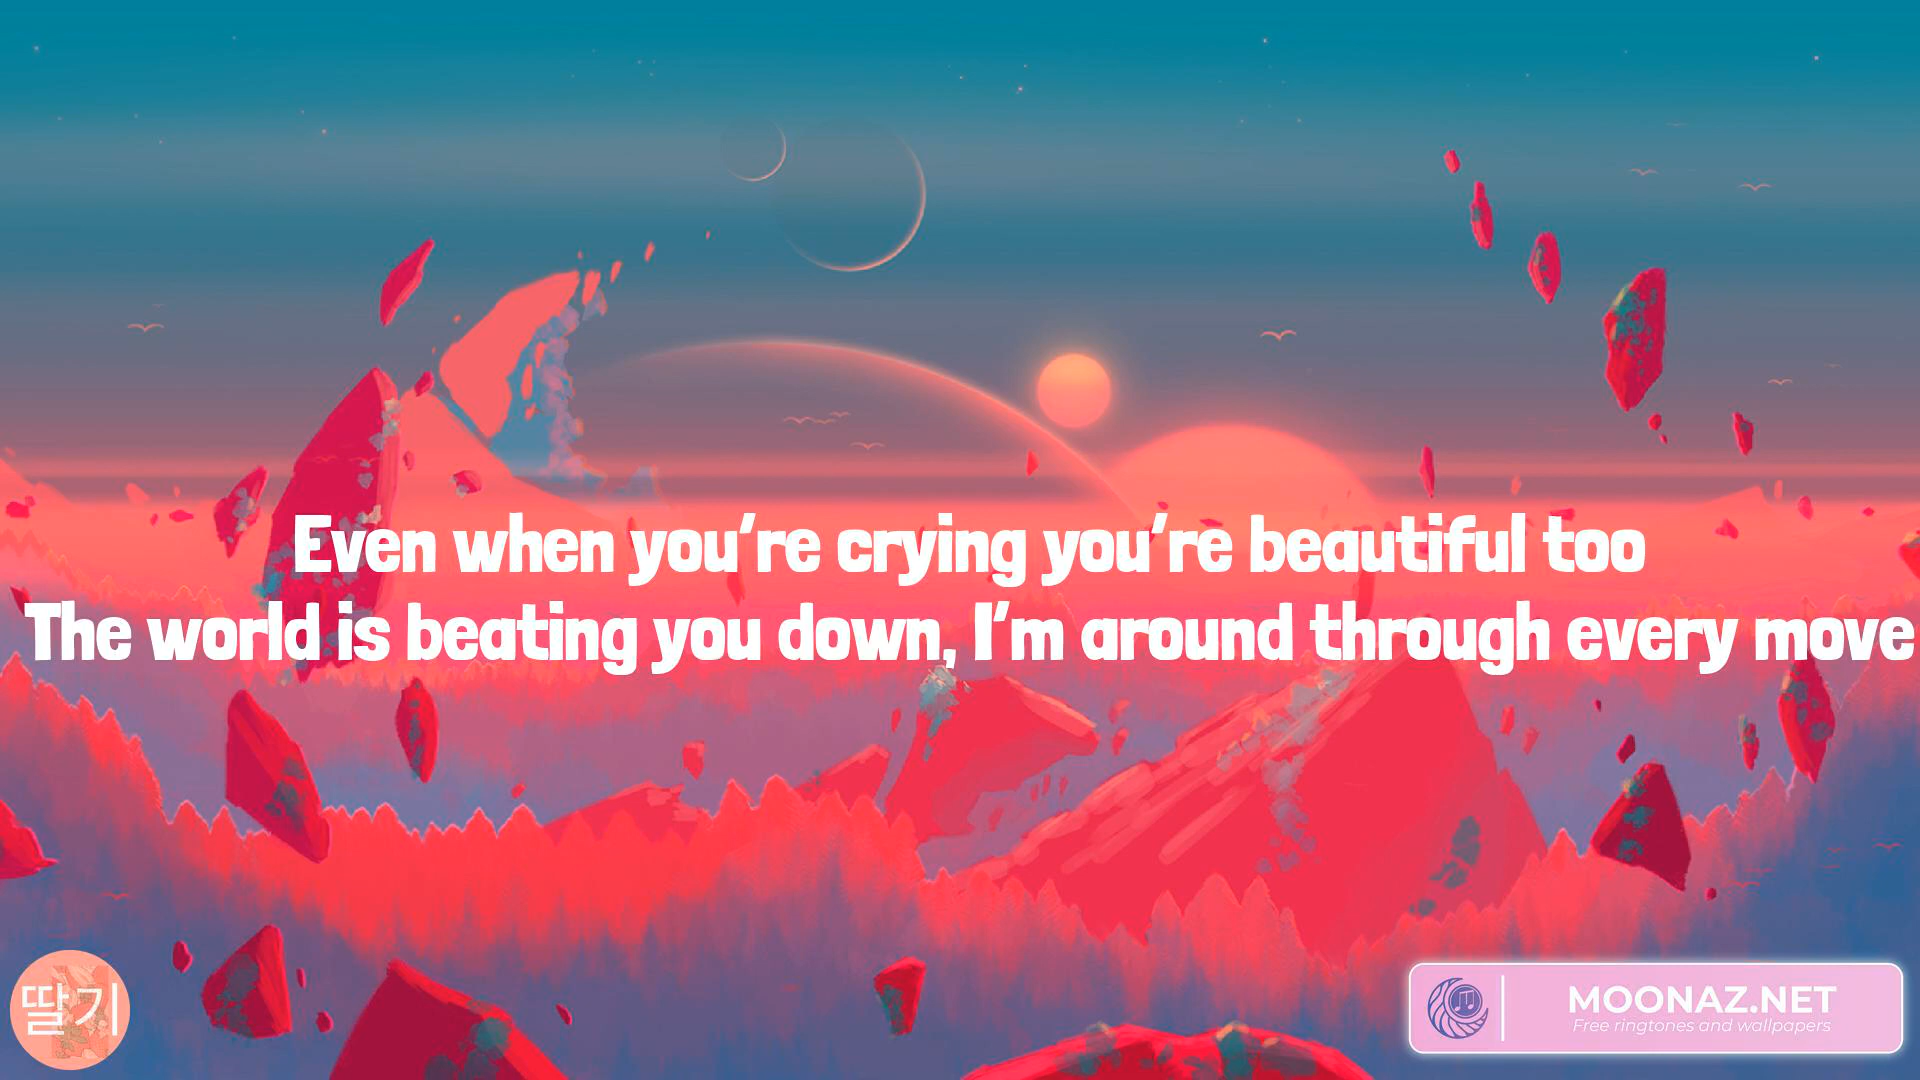 Even when you're crying you're beautiful too
The world is beating you down, I'm around through every move
딸기
MOONAZ.NET
Free ringtones and wallpapers